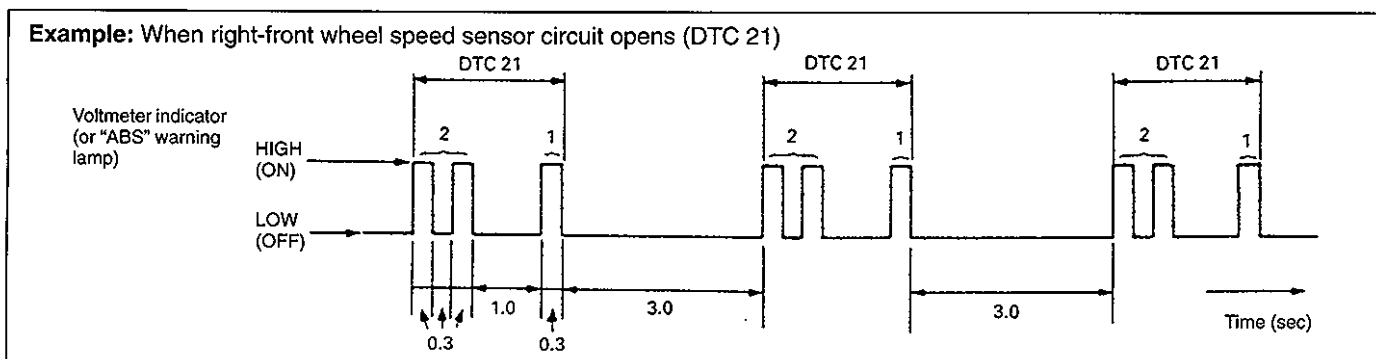 Example: When right-front wheel speed sensor circuit opens (DTC 21)
DTC 21
DTC 21
DTC 21
Voltmeter indicator
(or "ABS" warning
lamp)
HIGH
(ON)
LOW
(OFF)
2
1
2
1
2
1
1.0
3.0
3.0
0.3
0.3
Time (sec)